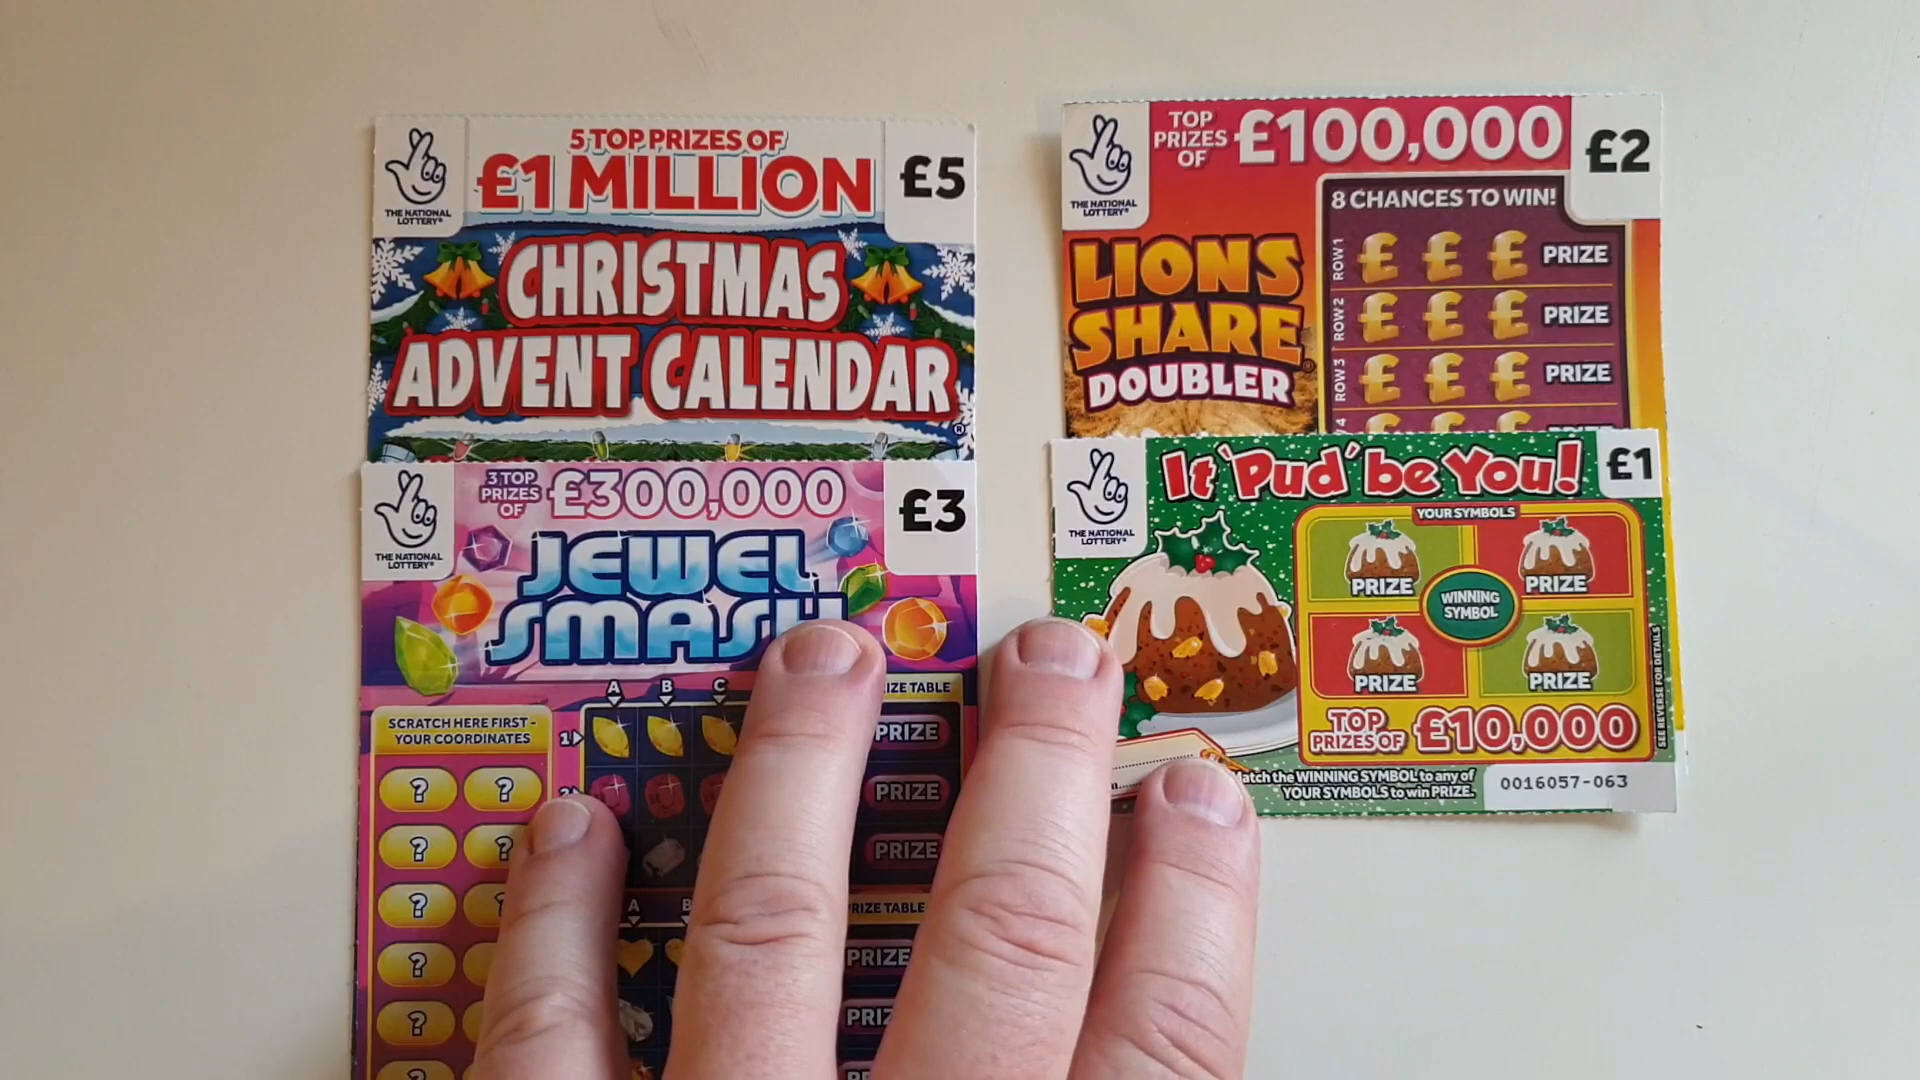 5 TOP PRIZES OF
£1 MILLION
£5
THE NATIONAL
LOTTERY®
CHRISTMAS
ADVENT CALENDAR®
3 TOP
PRIZES
OF
£300,000
£3
THE NATIONAL
LOTTERY®
JEWEL
SMASH
A B C
SCRATCH HERE FIRST -
YOUR COORDINATES
1
PRIZE
? ?
PRIZE
? ?
PRIZE
A B
PRIZE TABLE
? ?
?
PRIZE
?
?
TOP
PRIZES
OF
£100,000
£2
THE NATIONAL
LOTTERY®
8 CHANCES TO WIN!
LIONS
SHARE®
DOUBLER
ROW 1 £ £ £ PRIZE
ROW 2 £ £ £ PRIZE
ROW 3 £ £ £ PRIZE
It 'Pud' be You!
£1
THE NATIONAL
LOTTERY®
YOUR SYMBOLS
PRIZE
PRIZE
WINNING
SYMBOL
PRIZE
PRIZE
TOP
PRIZES OF
£10,000
SEE REVERSE FOR DETAILS
Match the WINNING SYMBOL to any of
YOUR SYMBOLS to win PRIZE.
0016057-063